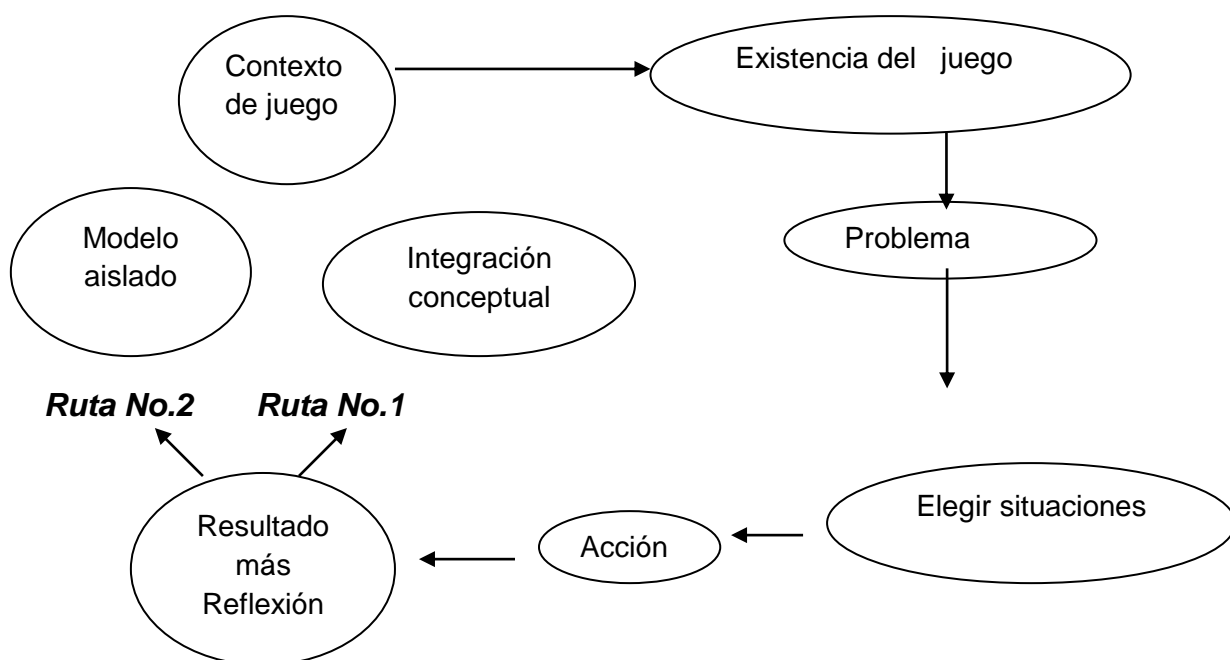 Contexto
de juego
Existencia del juego
Modelo
aislado
Integración
conceptual
Problema
Ruta No.2
Ruta No.1
Resultado
más
Reflexión
Acción
Elegir situaciones